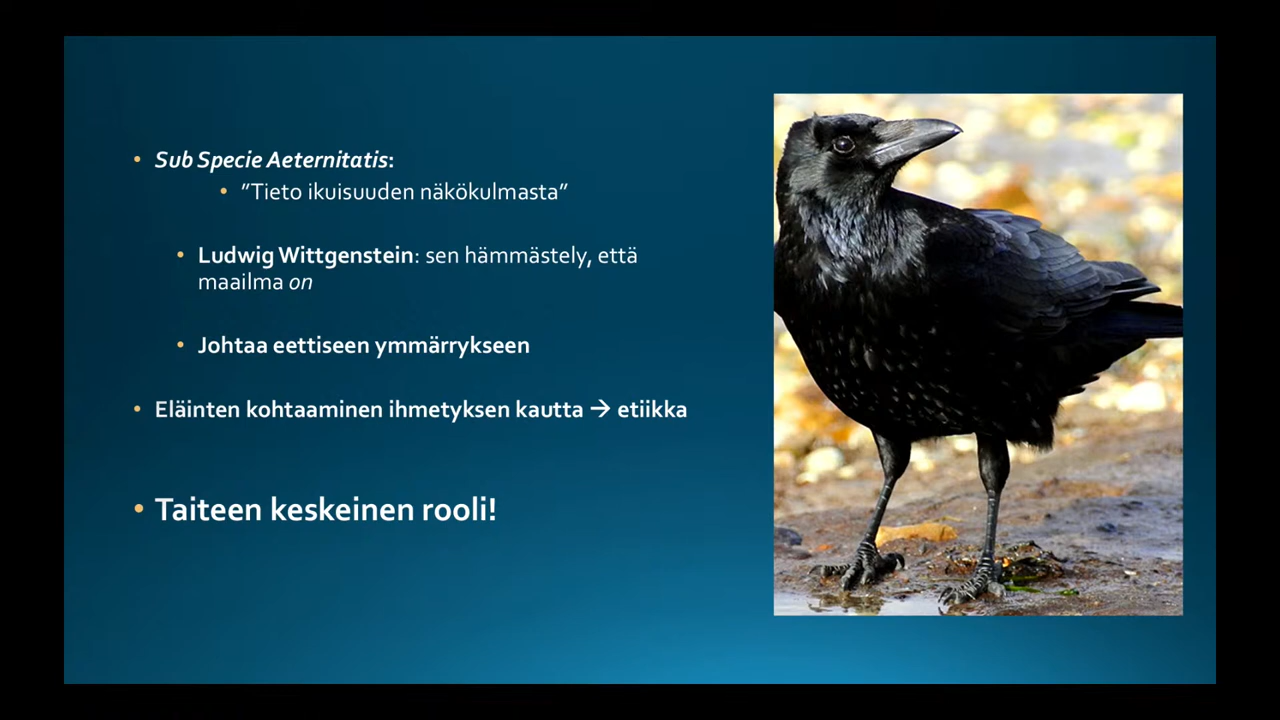 • Sub Specie Aeternitatis:
• ”Tieto ikuisuuden näkökulmasta”
• Ludwig Wittgenstein: sen hämmästely, että
maailma on
• Johtaa eettiseen ymmärrykseen
• Eläinten kohtaaminen ihmetyksen kautta → etiikka
• Taiteen keskeinen rooli!